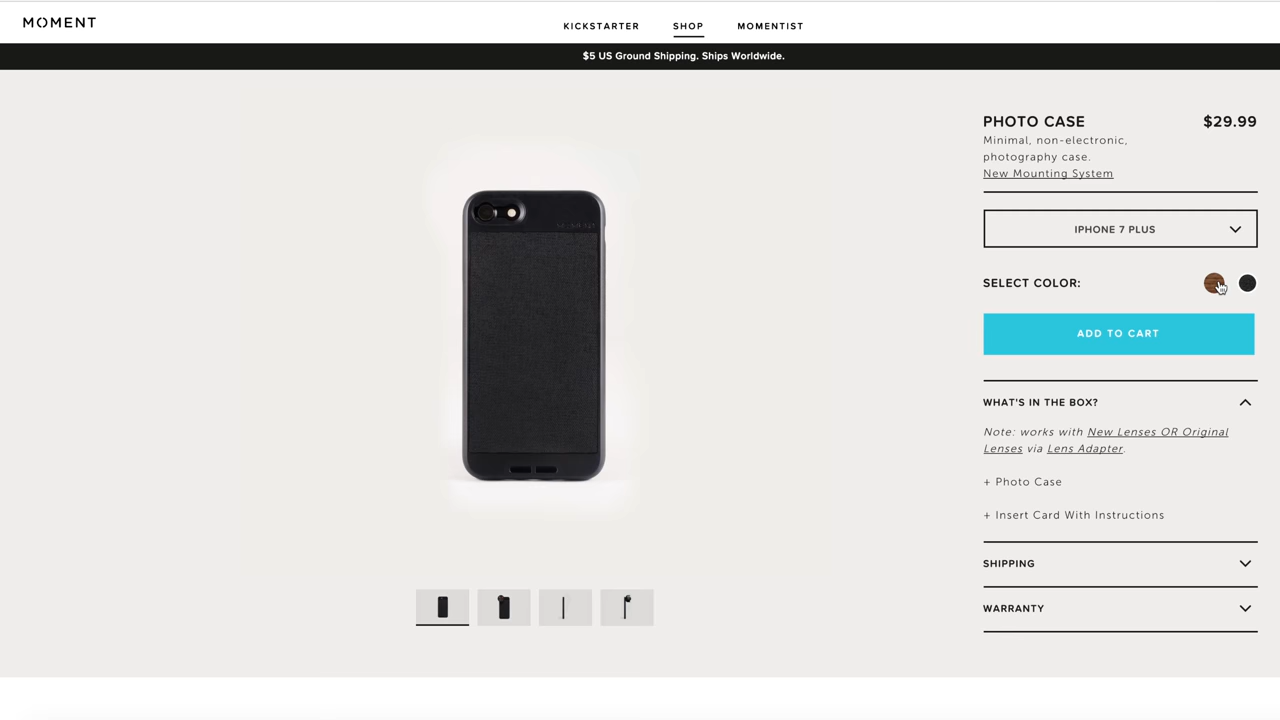 MOMENT
KICKSTARTER SHOP MOMENTIST
$5 US Ground Shipping. Ships Worldwide.
PHOTO CASE $29.99
Minimal, non-electronic,
photography case.
New Mounting System
IPHONE 7 PLUS
SELECT COLOR:
ADD TO CART
WHAT'S IN THE BOX?
Note: works with New Lenses OR Original
Lenses via Lens Adapter.
+ Photo Case
+ Insert Card With Instructions
SHIPPING
WARRANTY